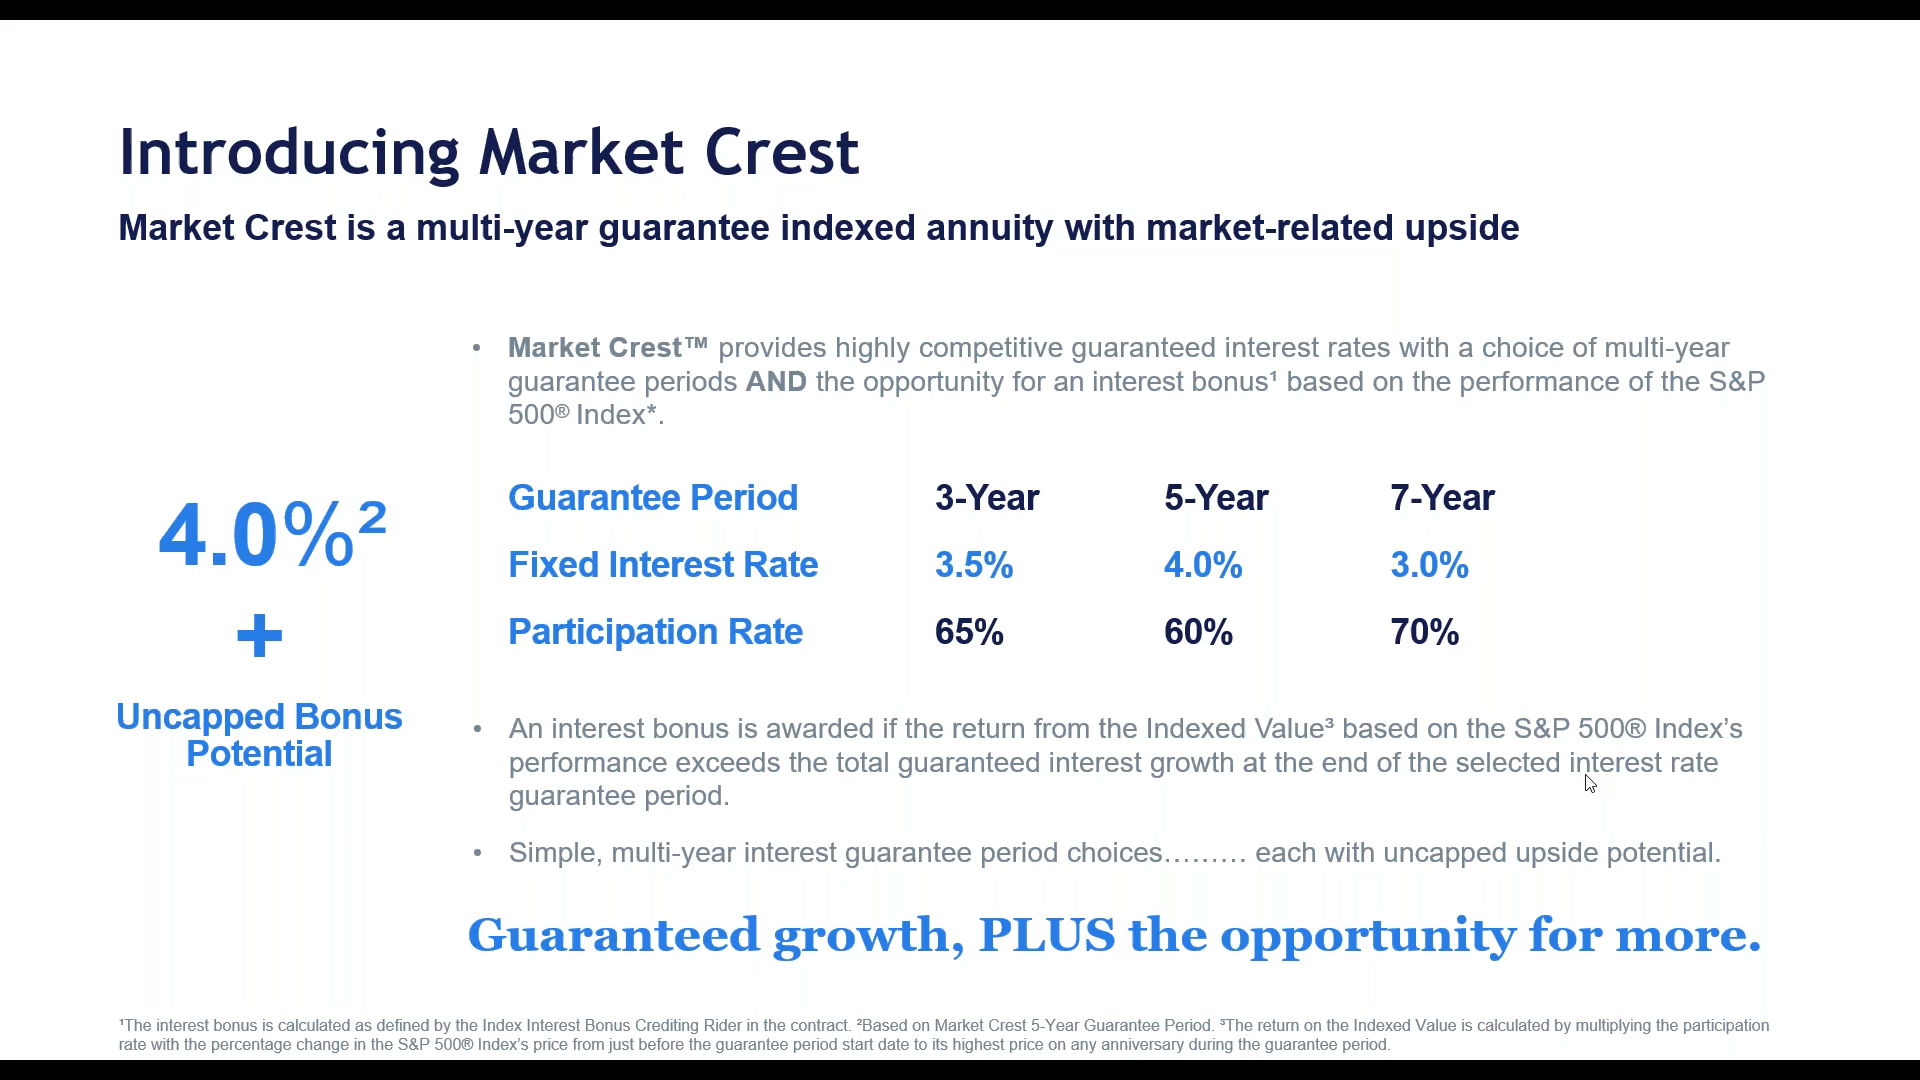 Introducing Market Crest
Market Crest is a multi-year guarantee indexed annuity with market-related upside
• Market Crest™ provides highly competitive guaranteed interest rates with a choice of multi-year
guarantee periods AND the opportunity for an interest bonus¹ based on the performance of the S&P
500® Index*.
4.0%²
+
Uncapped Bonus
Potential
Guarantee Period 3-Year 5-Year 7-Year
Fixed Interest Rate 3.5% 4.0% 3.0%
Participation Rate 65% 60% 70%
• An interest bonus is awarded if the return from the Indexed Value³ based on the S&P 500® Index’s
performance exceeds the total guaranteed interest growth at the end of the selected interest rate
guarantee period.
• Simple, multi-year interest guarantee period choices……… each with uncapped upside potential.
Guaranteed growth, PLUS the opportunity for more.
¹The interest bonus is calculated as defined by the Index Interest Bonus Crediting Rider in the contract. ²Based on Market Crest 5-Year Guarantee Period. ³The return on the Indexed Value is calculated by multiplying the participation
rate with the percentage change in the S&P 500® Index’s price from just before the guarantee period start date to its highest price on any anniversary during the guarantee period.